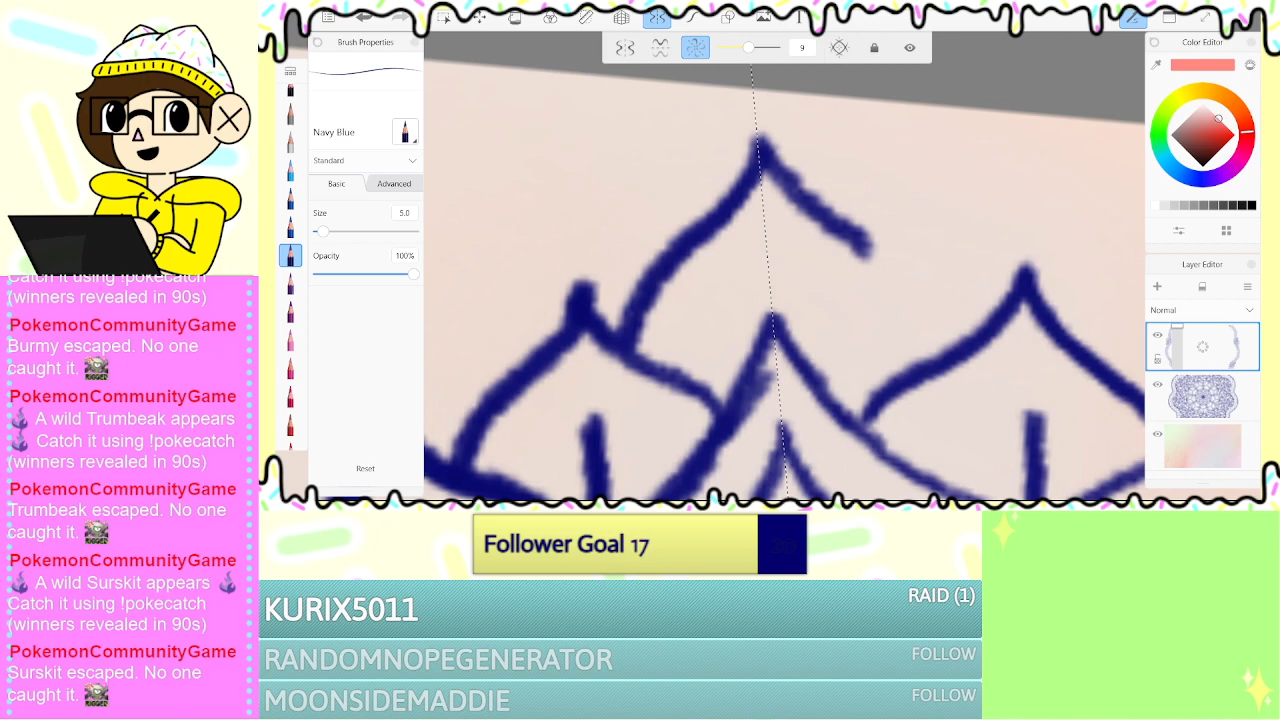 Catch it using !pokecatch
(winners revealed in 90s)
PokemonCommunityGame
Burmy escaped. No one
caught it.
PokemonCommunityGame
A wild Trumbeak appears
Catch it using !pokecatch
(winners revealed in 90s)
PokemonCommunityGame
Trumbeak escaped. No one
caught it.
PokemonCommunityGame
A wild Surskit appears
Catch it using !pokecatch
(winners revealed in 90s)
PokemonCommunityGame
Surskit escaped. No one
caught it.
Brush Properties
Navy Blue
Standard
Basic
Advanced
Size
5.0
Opacity
100%
Reset
9
Color Editor
Layer Editor
Normal
Follower Goal 17
KURIX5011
RAID (1)
RANDOMNOPEGENERATOR
FOLLOW
MOONSIDEMADDIE
FOLLOW